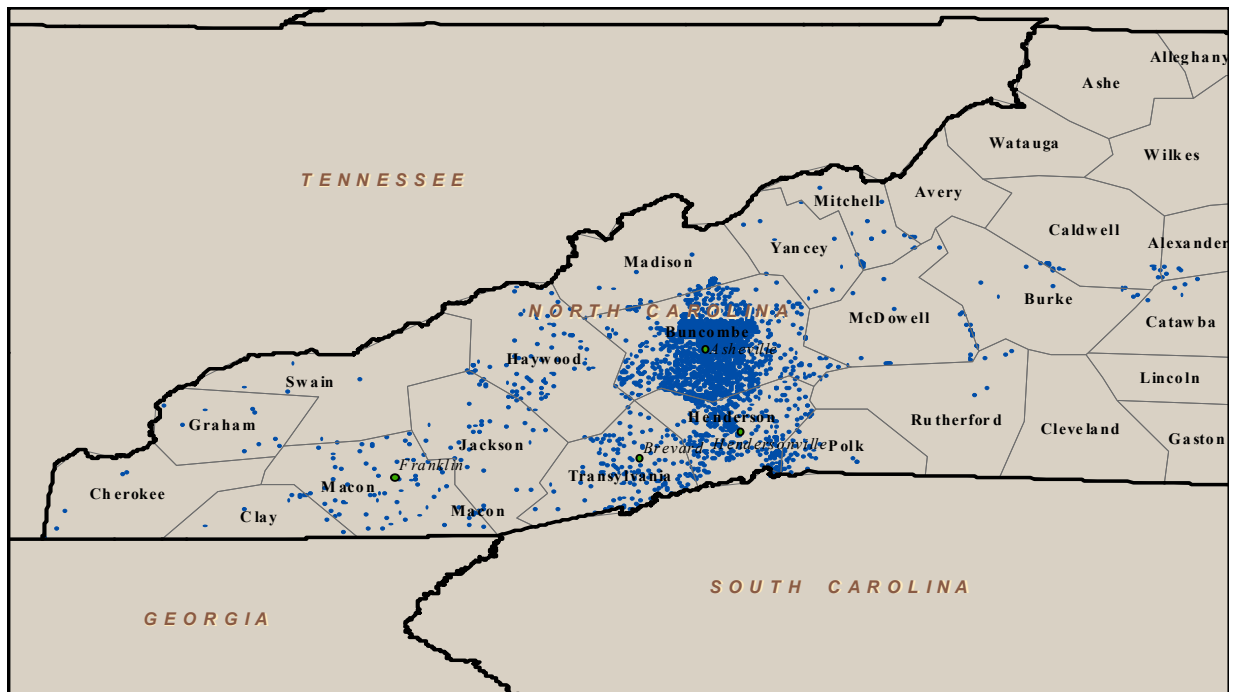 Alleghany
Ashe
Watauga
Wilkes
TENNESSEE
Avery
Mitchell
Caldwell
Alexander
Yancey
Madison
Burke
NORTH CAROLINA
McDowell
Catawba
Buncombe
Asheville
Haywood
Lincoln
Swain
Henderson
Rutherford
Graham
Cleveland
Gaston
Jackson
Brevard
Hendersonville
Polk
Franklin
Transylvania
Macon
Cherokee
Macon
Clay
SOUTH CAROLINA
GEORGIA